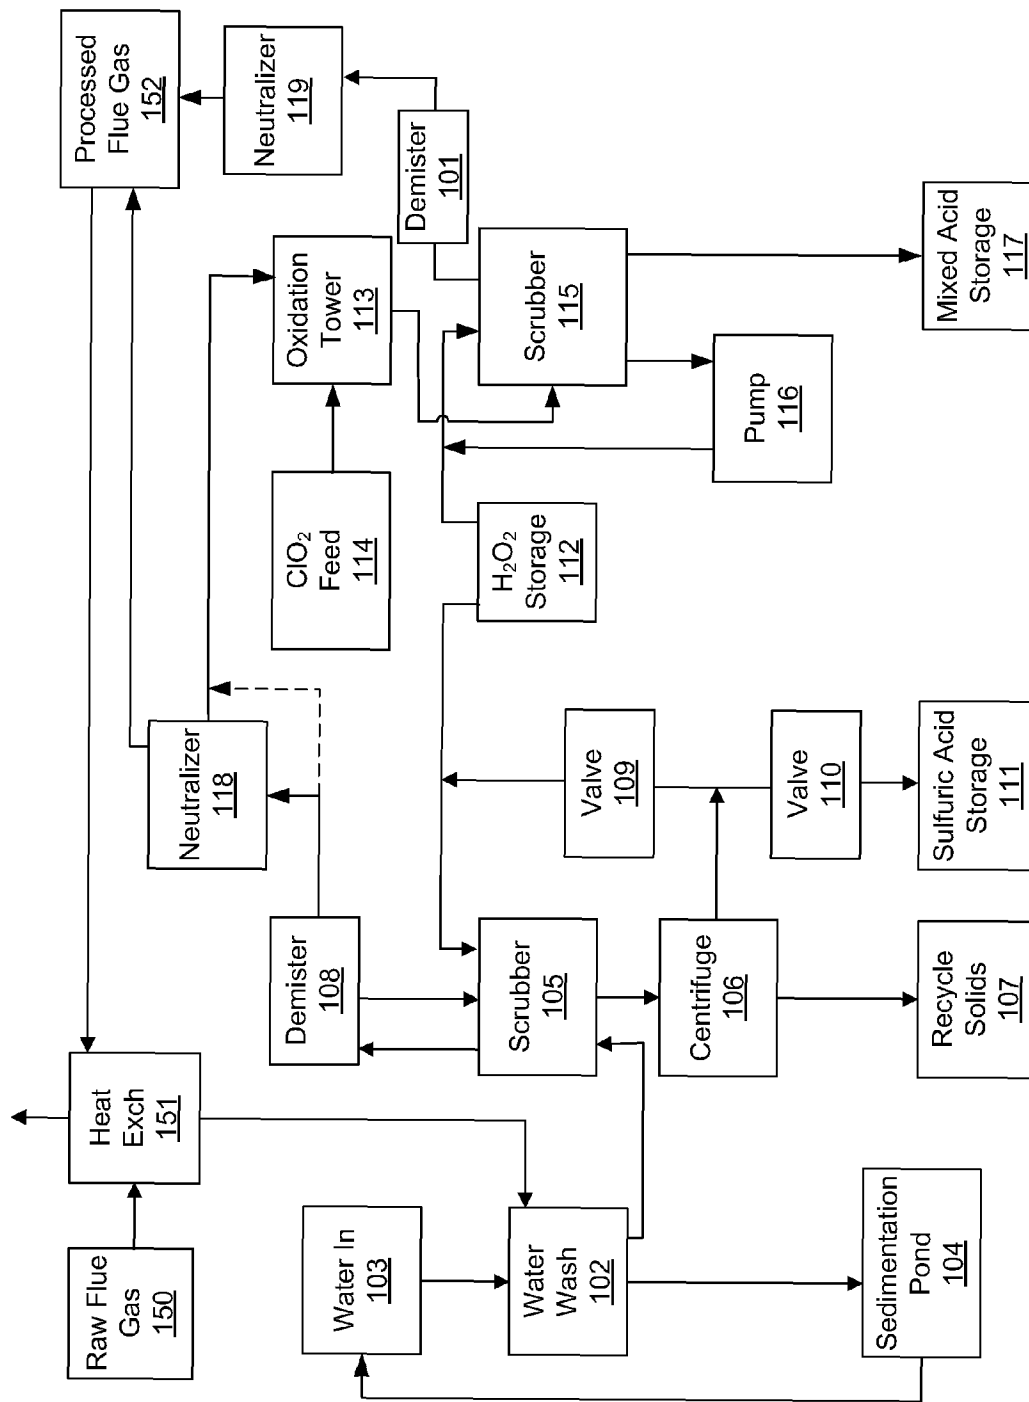 Raw Flue
Gas
150
Heat
Exch
151
Processed
Flue Gas
152
Neutralizer
118
Neutralizer
119
Water In
103
Demister
108
ClO₂
Feed
114
Oxidation
Tower
113
Demister
101
Water
Wash
102
Scrubber
105
H₂O₂
Storage
112
Scrubber
115
Valve
109
Centrifuge
106
Valve
110
Pump
116
Sedimentation
Pond
104
Recycle
Solids
107
Sulfuric Acid
Storage
111
Mixed Acid
Storage
117